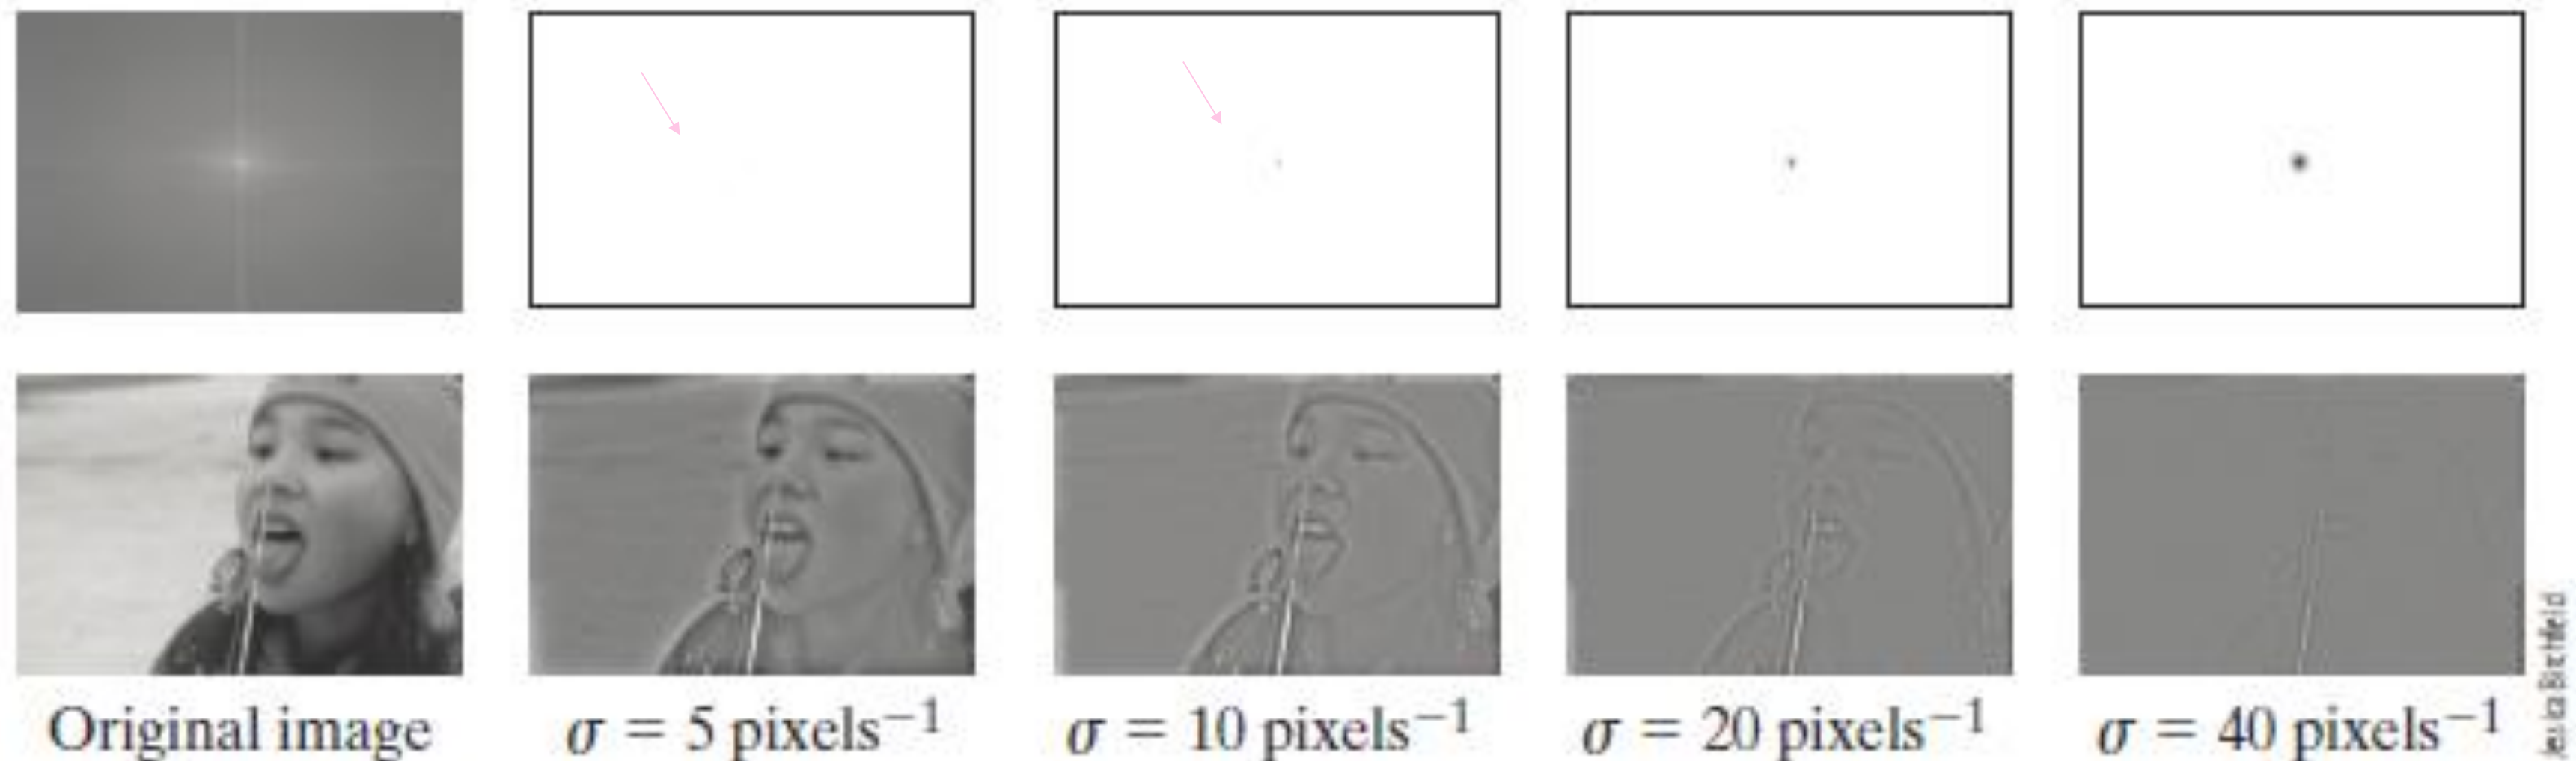 Original image
σ = 5 pixels⁻¹
σ = 10 pixels⁻¹
σ = 20 pixels⁻¹
σ = 40 pixels⁻¹